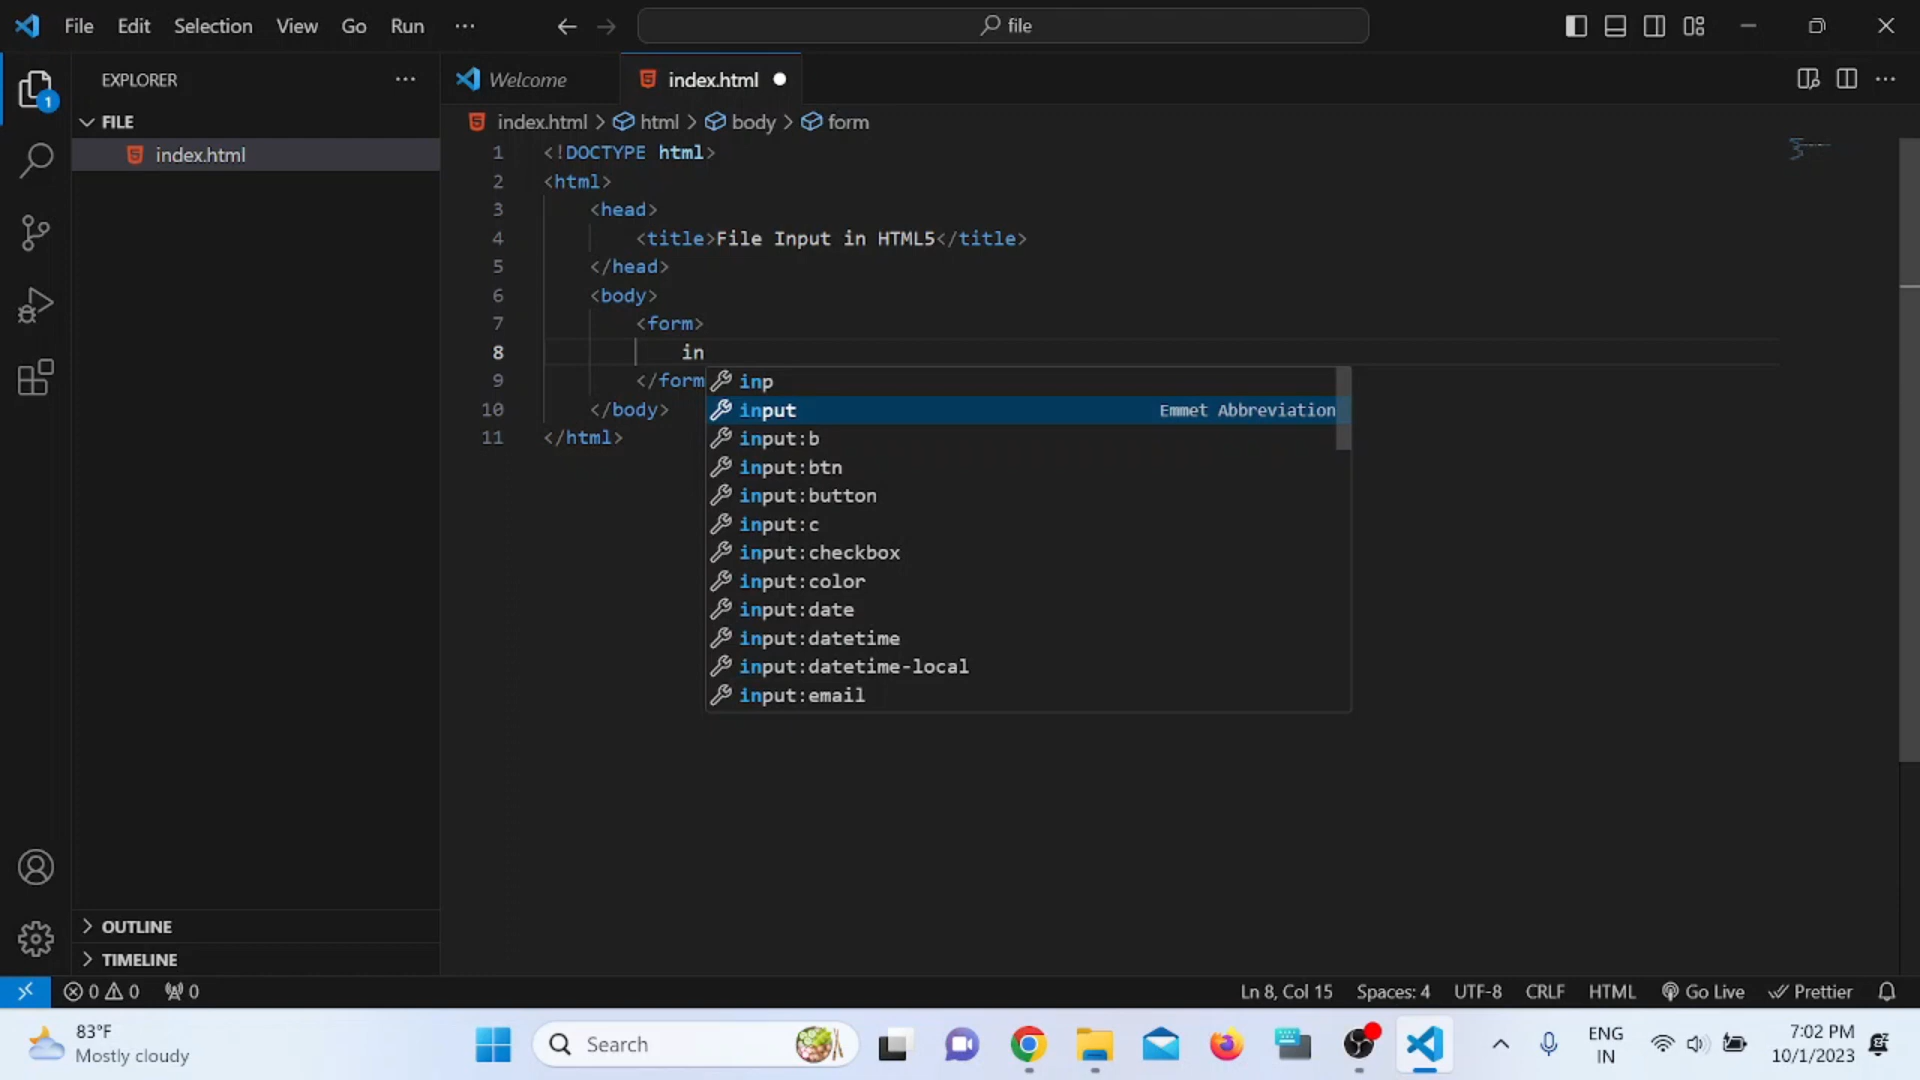 File Edit Selection View Go Run ··· file
EXPLORER ···
Welcome index.html
FILE
index.html > html > body > form
index.html
1 <!DOCTYPE html>
2 <html>
3 <head>
4 <title>File Input in HTML5</title>
5 </head>
6 <body>
7 <form>
8 in
9 </form
10 </body>
11 </html>
inp
input Emmet Abbreviation
input:b
input:btn
input:button
input:c
input:checkbox
input:color
input:date
input:datetime
input:datetime-local
input:email
1
OUTLINE
TIMELINE
0 0 0 Ln 8, Col 15 Spaces: 4 UTF-8 CRLF HTML Go Live Prettier
83°F
Mostly cloudy
Search
ENG
IN
7:02 PM
10/1/2023